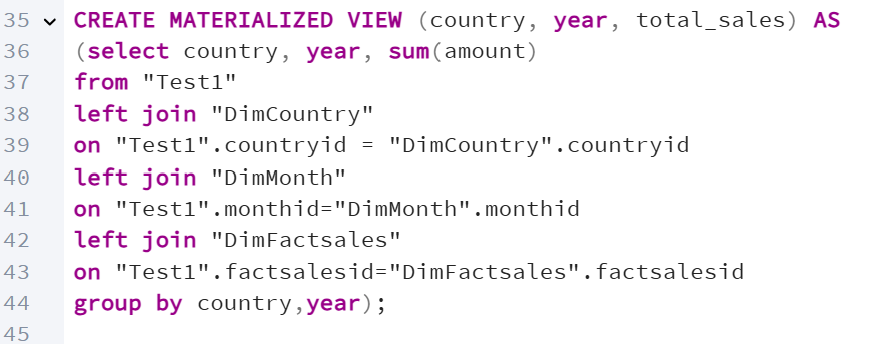 35 CREATE MATERIALIZED VIEW (country, year, total_sales) AS
36 (select country, year, sum(amount)
37 from "Test1"
38 left join "DimCountry"
39 on "Test1".countryid = "DimCountry".countryid
40 left join "DimMonth"
41 on "Test1".monthid="DimMonth".monthid
42 left join "DimFactsales"
43 on "Test1".factsalesid="DimFactsales".factsalesid
44 group by country,year);
45